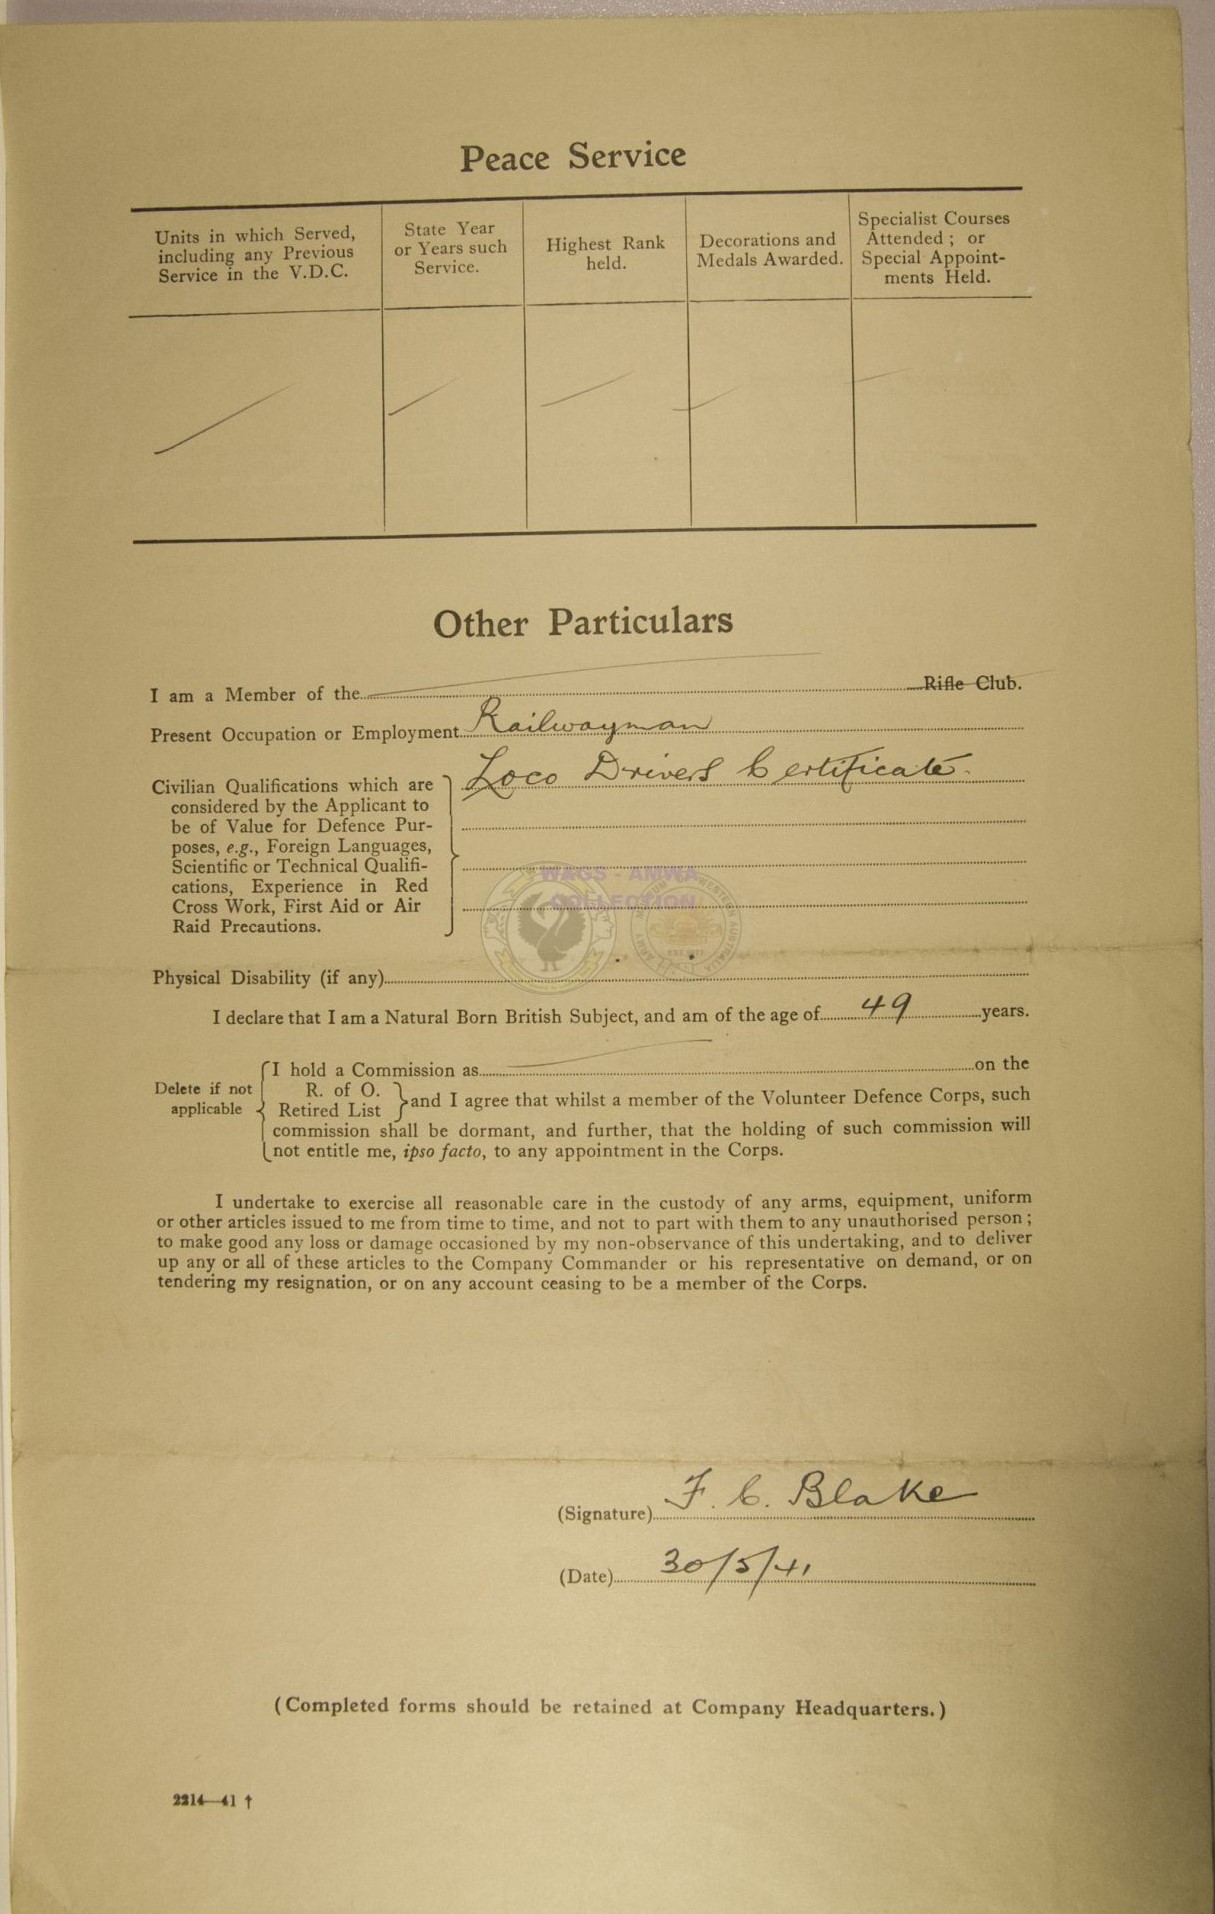 Peace Service
Units in which Served,
including any Previous
Service in the V.D.C.
State Year
or Years such
Service.
Highest Rank
held.
Decorations and
Medals Awarded.
Specialist Courses
Attended; or
Special Appoint-
ments Held.
Other Particulars
I am a Member of the Rifle Club.
Present Occupation or Employment Railwayman
Civilian Qualifications which are
considered by the Applicant to
be of Value for Defence Pur-
poses, e.g., Foreign Languages,
Scientific or Technical Qualifi-
cations, Experience in Red
Cross Work, First Aid or Air
Raid Precautions.
Loco Drivers Certificate.
WAGS - AMWA
COLLECTION
Physical Disability (if any)
I declare that I am a Natural Born British Subject, and am of the age of 49 years.
Delete if not
applicable
I hold a Commission as on the
R. of O.
Retired List
and I agree that whilst a member of the Volunteer Defence Corps, such
commission shall be dormant, and further, that the holding of such commission will
not entitle me, ipso facto, to any appointment in the Corps.
I undertake to exercise all reasonable care in the custody of any arms, equipment, uniform
or other articles issued to me from time to time, and not to part with them to any unauthorised person;
to make good any loss or damage occasioned by my non-observance of this undertaking, and to deliver
up any or all of these articles to the Company Commander or his representative on demand, or on
tendering my resignation, or on any account ceasing to be a member of the Corps.
(Signature) F. C. Blake
(Date) 30/5/41
(Completed forms should be retained at Company Headquarters.)
2214—41 †